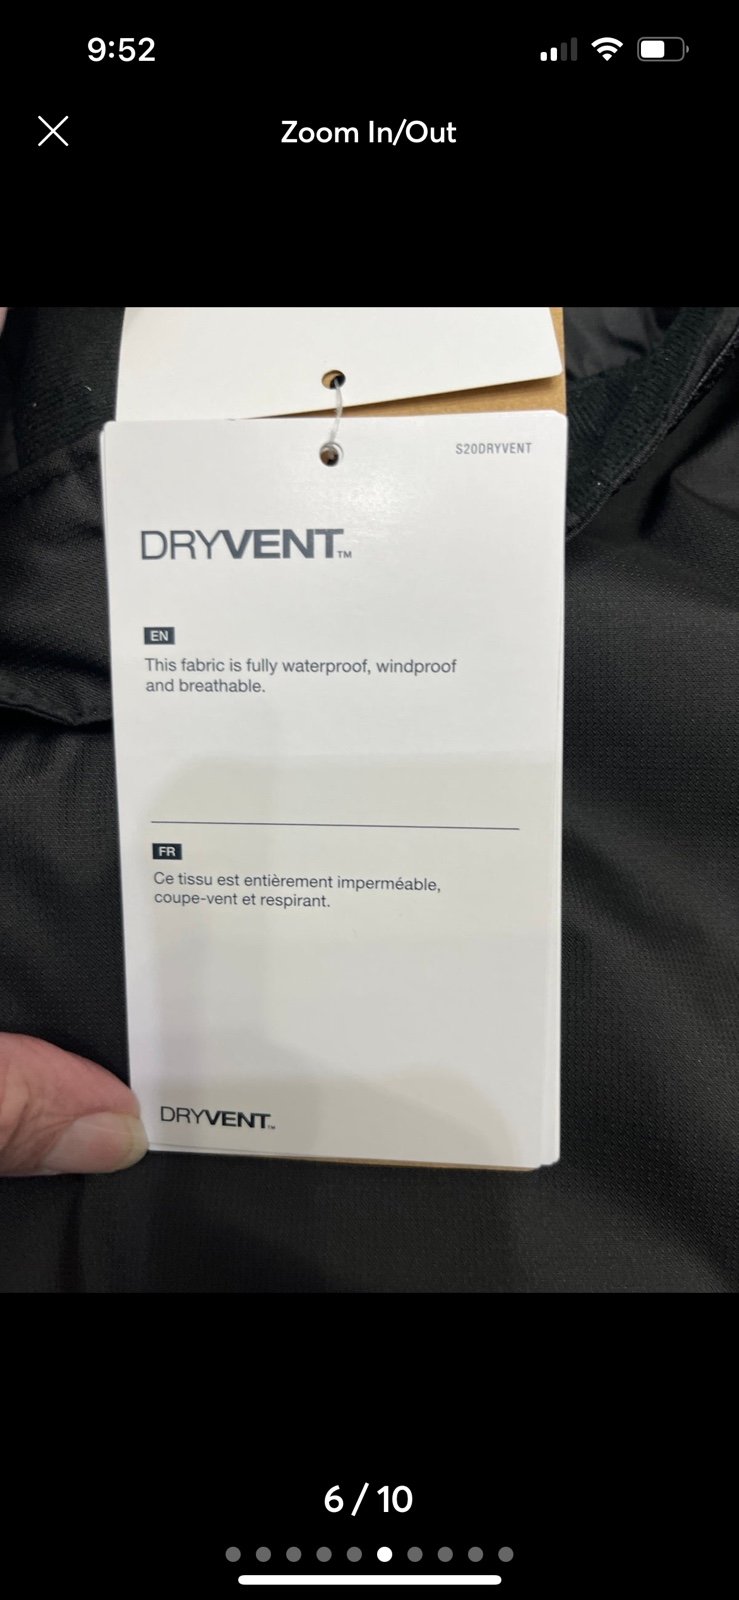 9:52
Zoom In/Out
S20DRYVENT
DRYVENT™
EN
This fabric is fully waterproof, windproof
and breathable.
FR
Ce tissu est entièrement imperméable,
coupe-vent et respirant.
DRYVENT™
6 / 10